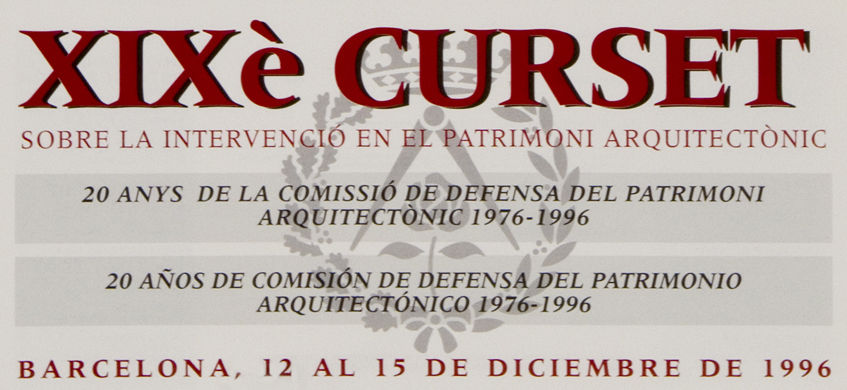 XIXè CURSET
SOBRE LA INTERVENCIÓ EN EL PATRIMONI ARQUITECTÒNIC
20 ANYS DE LA COMISSIÓ DE DEFENSA DEL PATRIMONI
ARQUITECTÒNIC 1976-1996
20 AÑOS DE COMISIÓN DE DEFENSA DEL PATRIMONIO
ARQUITECTÓNICO 1976-1996
BARCELONA, 12 AL 15 DE DICIEMBRE DE 1996